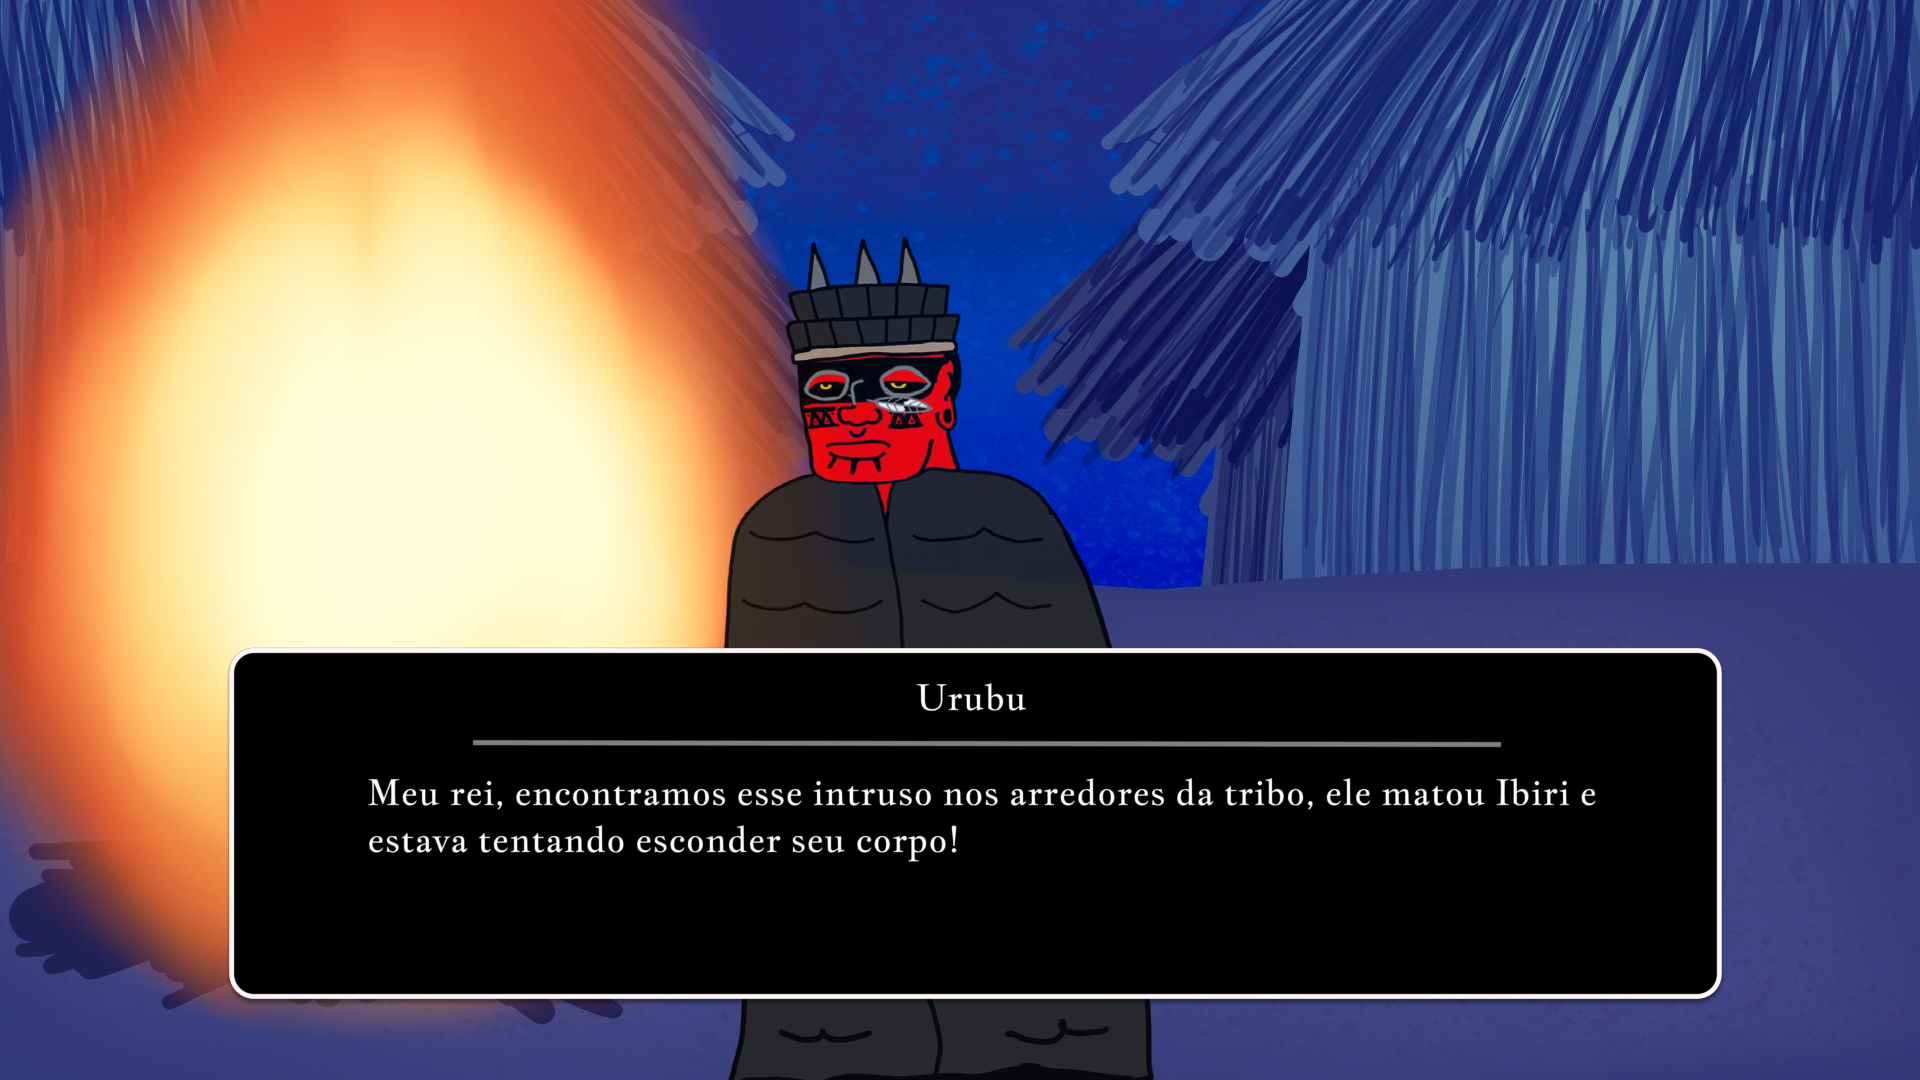 Urubu
Meu rei, encontramos esse intruso nos arredores da tribo, ele matou Ibiri e
estava tentando esconder seu corpo!